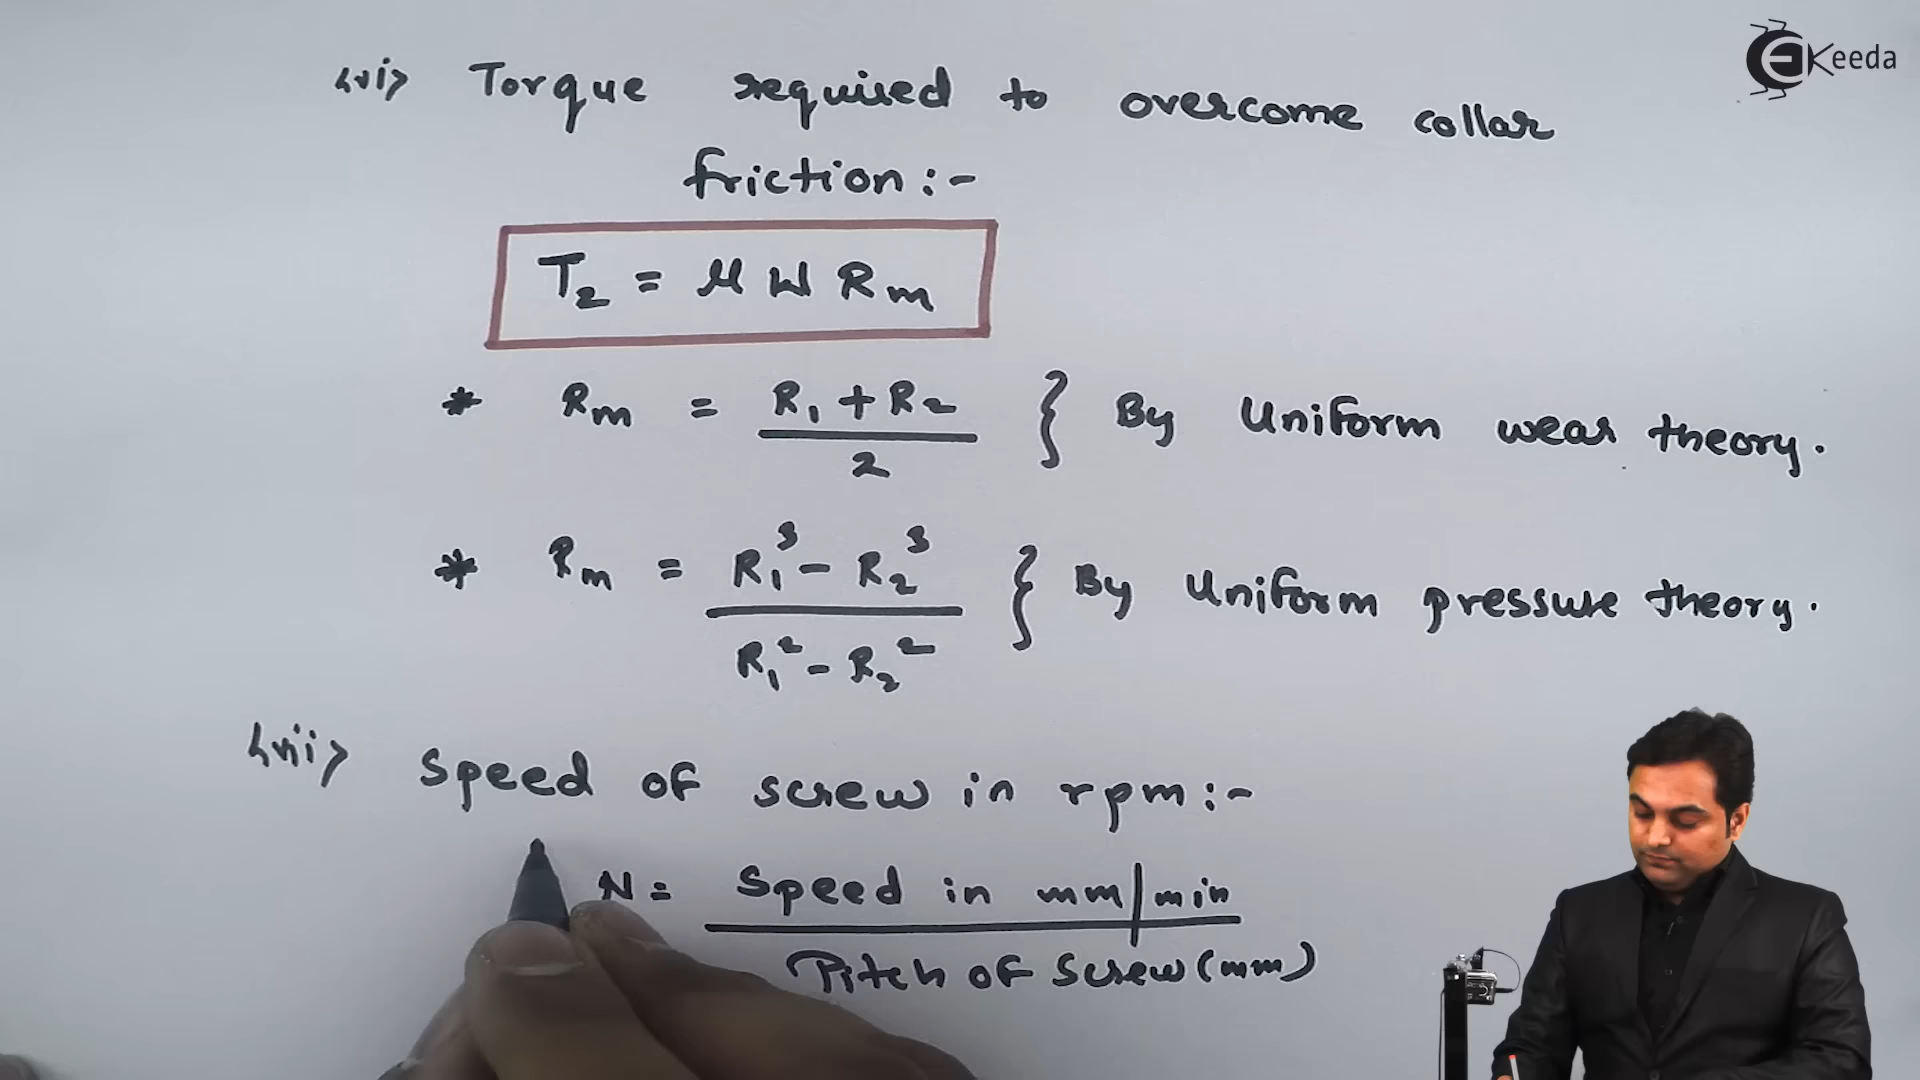 EKeeda
<vi> Torque required to overcome collar
friction:-
T₂ = μ W Rm
* Rm = R₁ + R₂ / 2 } By Uniform wear theory.
* Rm = R₁³ - R₂³ / R₁² - R₂² } By Uniform pressure theory.
<vii> Speed of screw in rpm:-
N = Speed in mm/min
Pitch of Screw (mm)